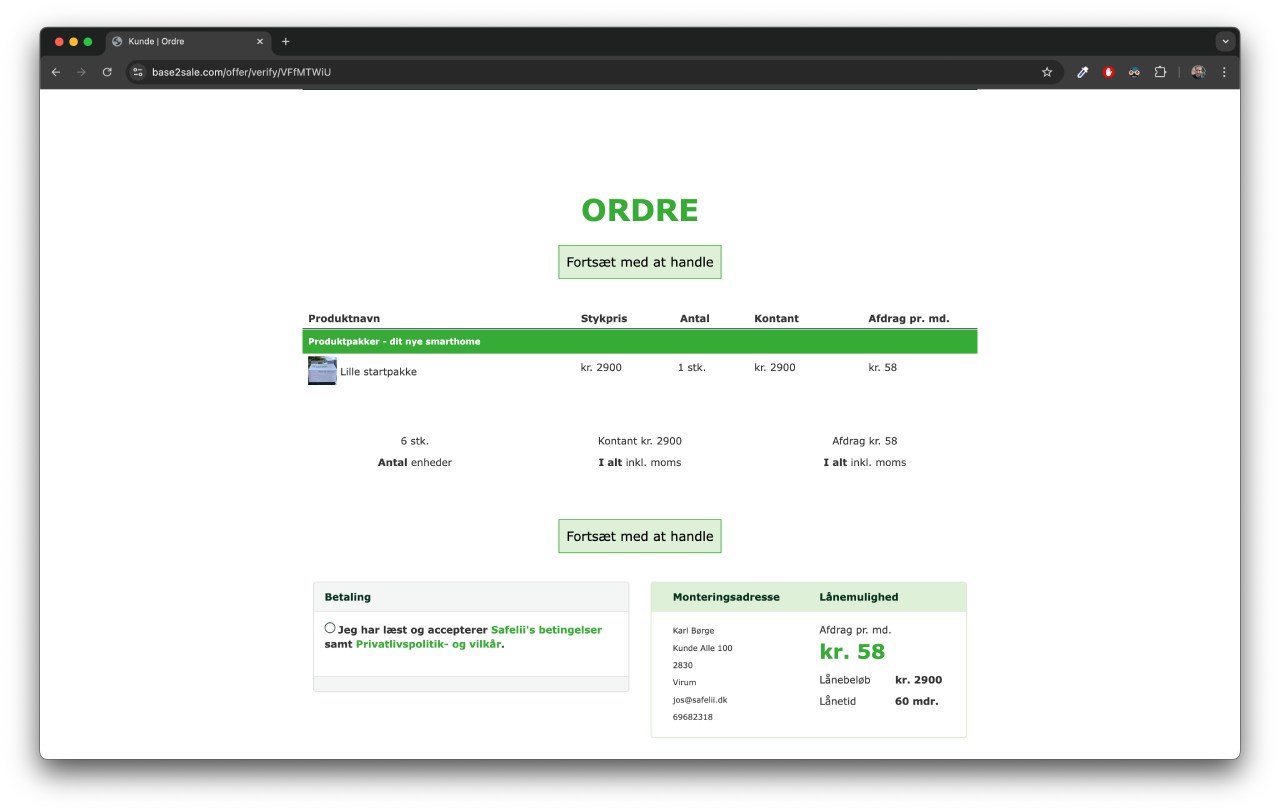 Kunde | Ordre
base2sale.com/offer/verify/VFfMTWiU
ORDRE
Fortsæt med at handle
Produktnavn Stykpris Antal Kontant Afdrag pr. md.
Produktpakker - dit nye smarthome
Lille startpakke kr. 2900 1 stk. kr. 2900 kr. 58
6 stk. Kontant kr. 2900 Afdrag kr. 58
Antal enheder I alt inkl. moms I alt inkl. moms
Fortsæt med at handle
Betaling
Jeg har læst og accepterer Safelii's betingelser
samt Privatlivspolitik- og vilkår.
Monteringsadresse
Karl Børge
Kunde Alle 100
2830
Virum
jos@safelii.dk
69682318
Lånemulighed
Afdrag pr. md.
kr. 58
Lånebeløb kr. 2900
Lånetid 60 mdr.